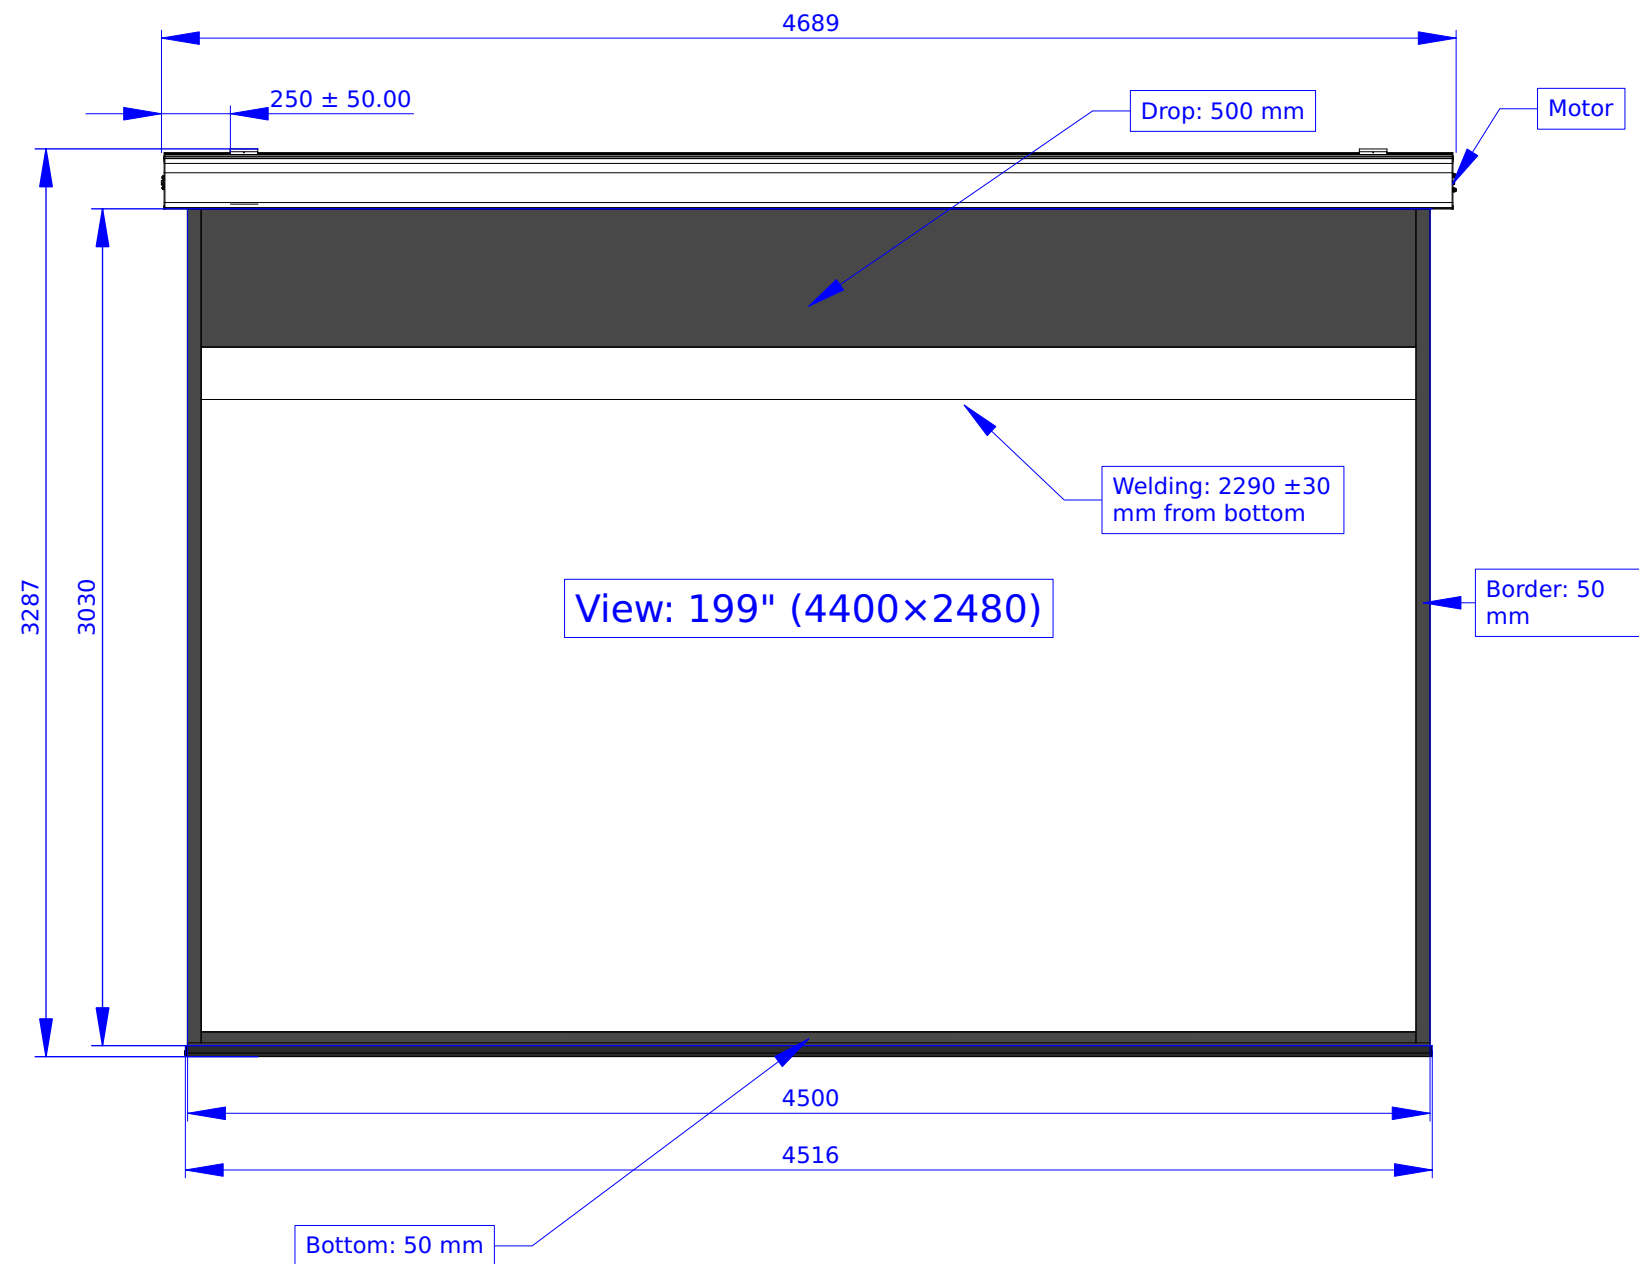 4689
250 ± 50.00
Drop: 500 mm
Motor
Welding: 2290 ±30
mm from bottom
View: 199" (4400×2480)
Border: 50
mm
3287
3030
4500
4516
Bottom: 50 mm